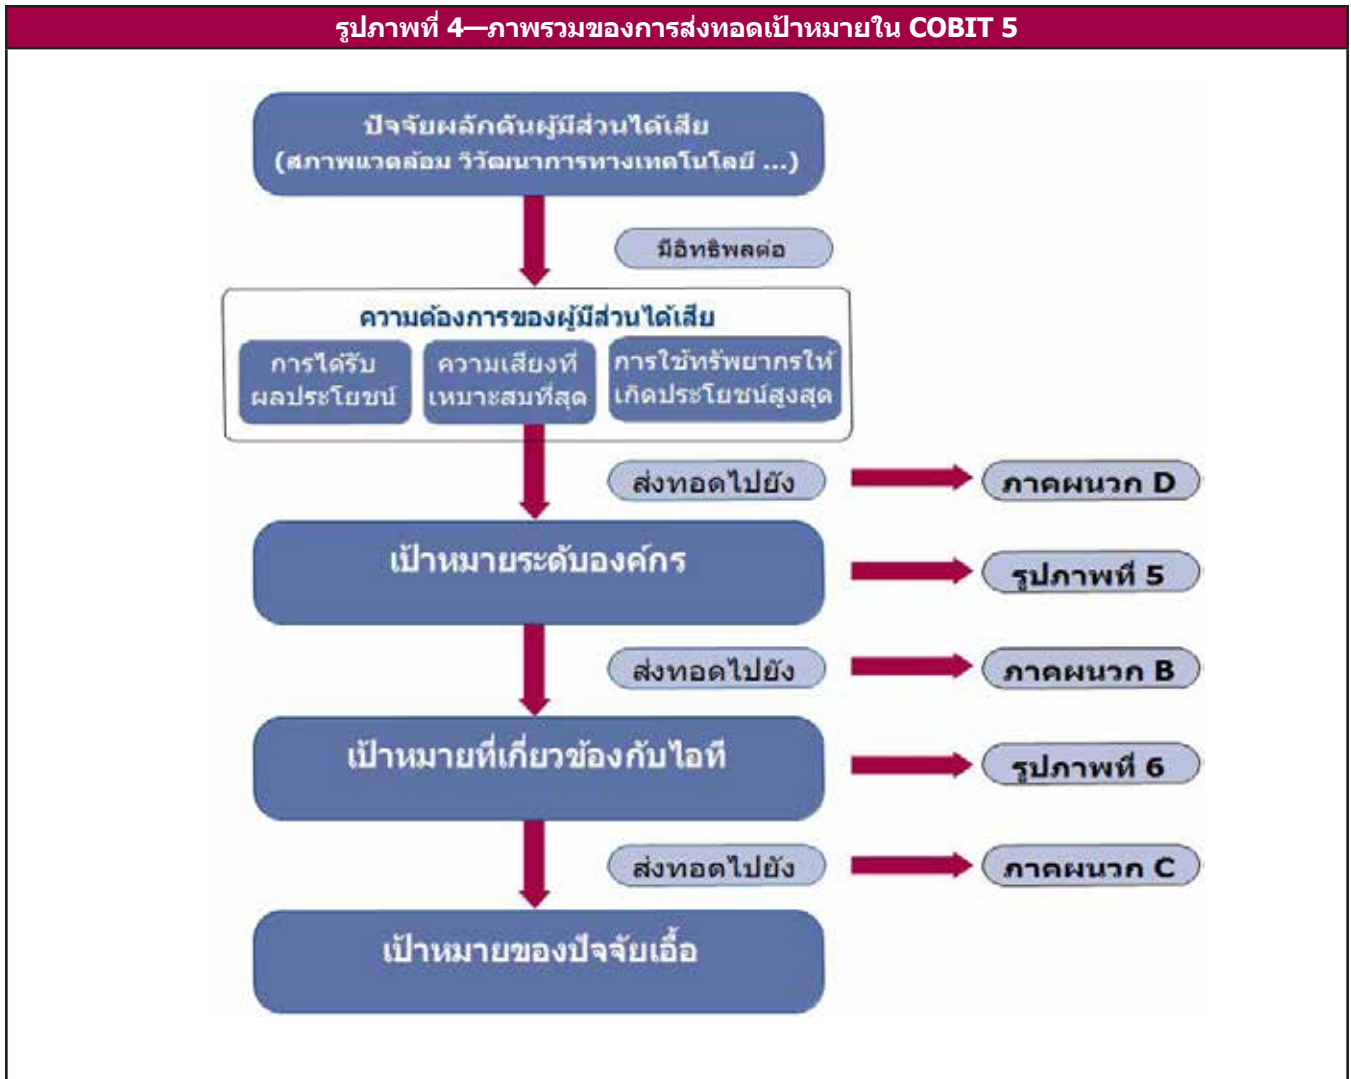 รูปภาพที่ 4—ภาพรวมของการส่งทอดเป้าหมายใน COBIT 5
ปัจจัยผลักดันผู้มีส่วนได้เสีย
(สภาพแวดล้อม วิวัฒนาการทางเทคโนโลยี ...)
มีอิทธิพลต่อ
ความต้องการของผู้มีส่วนได้เสีย
การได้รับ
ผลประโยชน์
ความเสี่ยงที่
เหมาะสมที่สุด
การใช้ทรัพยากรให้
เกิดประโยชน์สูงสุด
ส่งทอดไปยัง
ภาคผนวก D
เป้าหมายระดับองค์กร
รูปภาพที่ 5
ส่งทอดไปยัง
ภาคผนวก B
เป้าหมายที่เกี่ยวข้องกับไอที
รูปภาพที่ 6
ส่งทอดไปยัง
ภาคผนวก C
เป้าหมายของปัจจัยเอื้อ